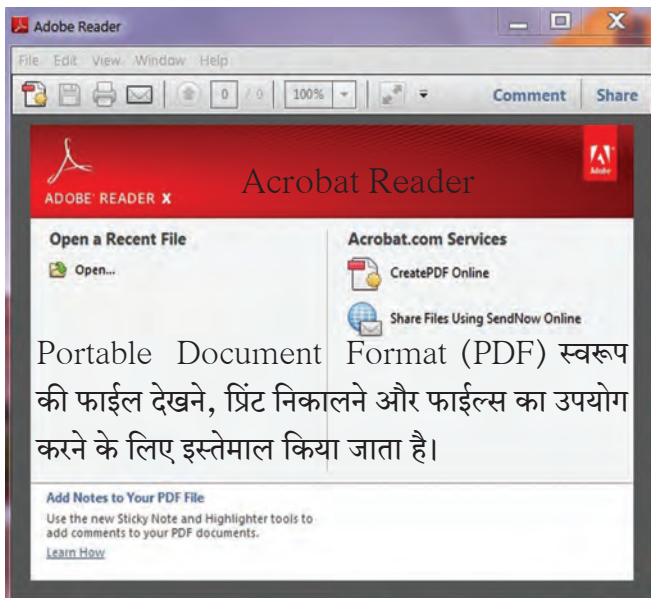 Adobe Reader
File Edit View Window Help
0 / 0 100% Comment Share
ADOBE READER X
Acrobat Reader
Adobe
Open a Recent File
Open...
Acrobat.com Services
CreatePDF Online
Share Files Using SendNow Online
Portable Document Format (PDF) स्वरूप
की फाईल देखने, प्रिंट निकालने और फाईल्स का उपयोग
करने के लिए इस्तेमाल किया जाता है।
Add Notes to Your PDF File
Use the new Sticky Note and Highlighter tools to
add comments to your PDF documents.
Learn How